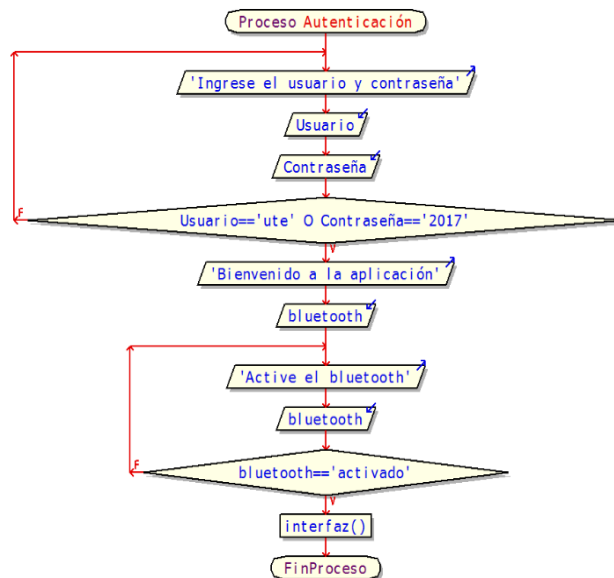 Proceso Autenticación
'Ingrese el usuario y contraseña'
Usuario
Contraseña
Usuario=='ute' O Contraseña=='2017'
F
V
'Bienvenido a la aplicación'
bluetooth
'Active el bluetooth'
bluetooth
bluetooth=='activado'
F
V
interfaz()
FinProceso